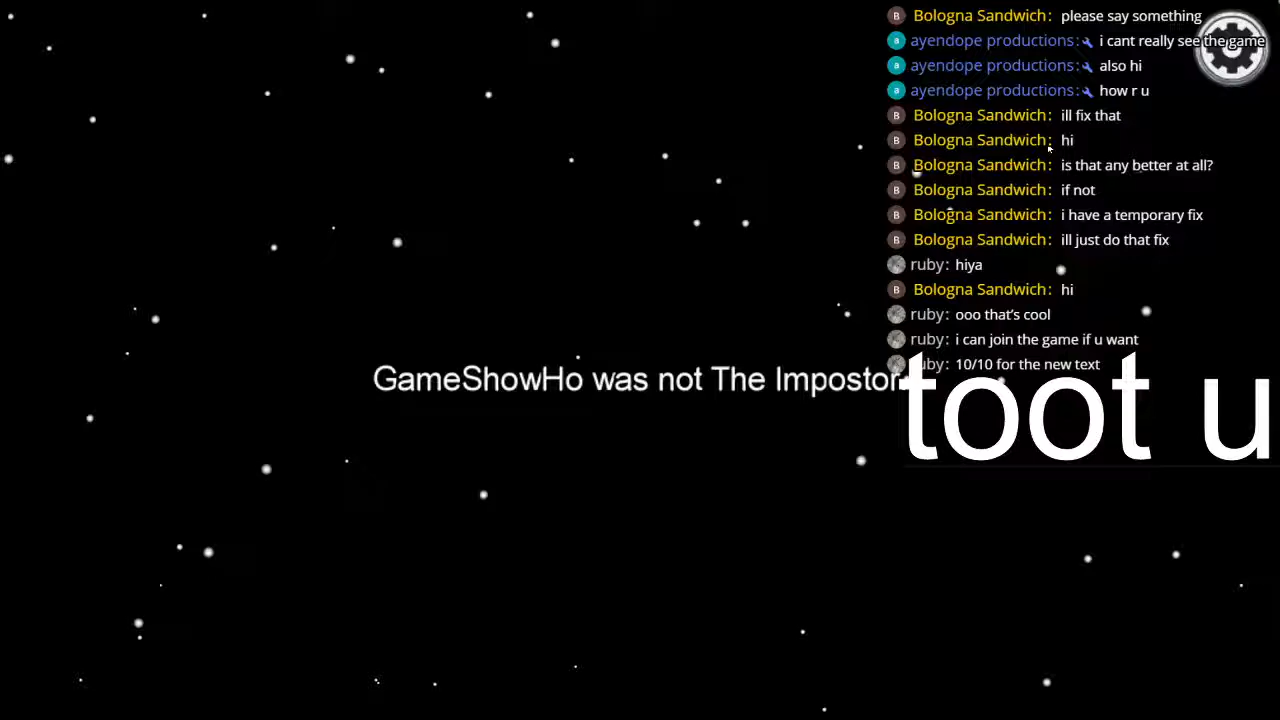 Bologna Sandwich: please say something
ayendope productions: i cant really see the game
ayendope productions: also hi
ayendope productions: how r u
Bologna Sandwich: ill fix that
Bologna Sandwich: hi
Bologna Sandwich: is that any better at all?
Bologna Sandwich: if not
Bologna Sandwich: i have a temporary fix
Bologna Sandwich: ill just do that fix
ruby: hiya
Bologna Sandwich: hi
ruby: ooo that's cool
ruby: i can join the game if u want
ruby: 10/10 for the new text
GameShowHo was not The Impostor.
toot u